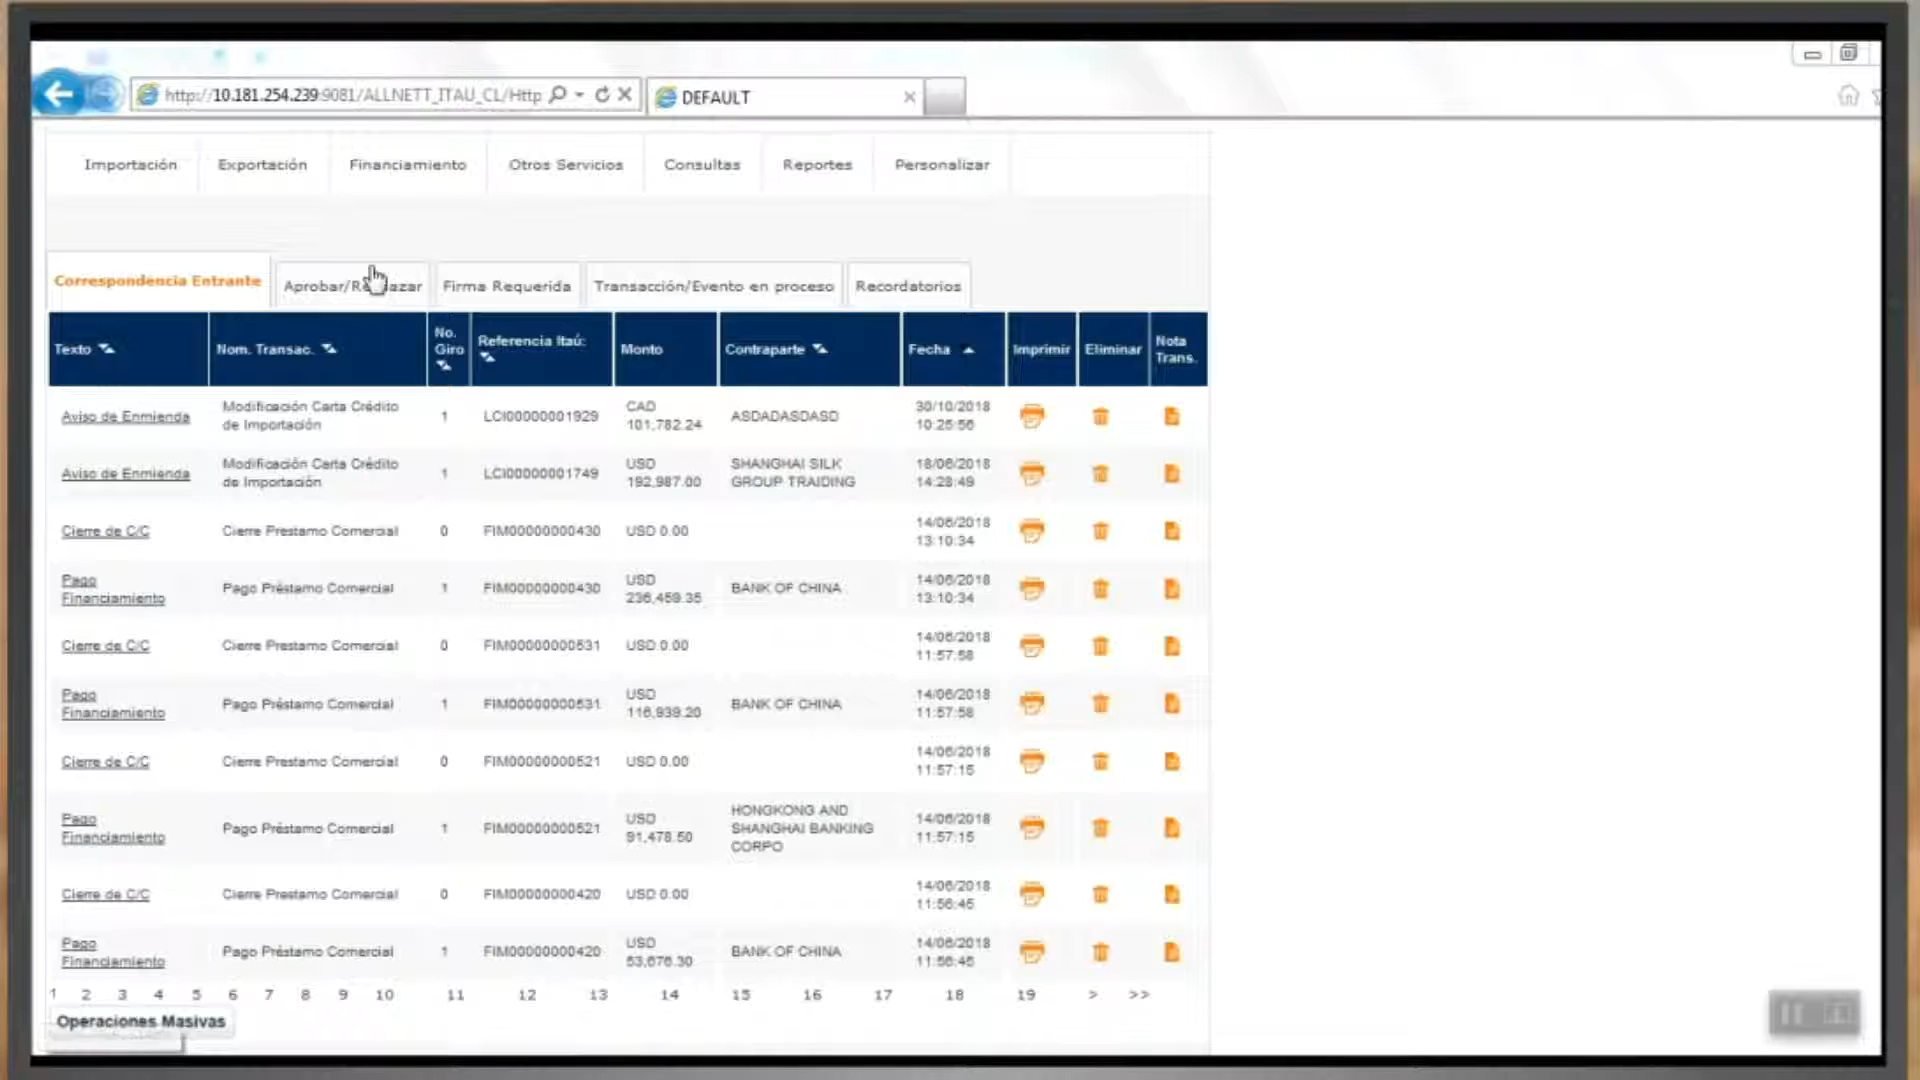 http://10.181.254.239:9081/ALLNETT_ITAU_CL/Http
DEFAULT
Importación Exportación Financiamiento Otros Servicios Consultas Reportes Personalizar
Correspondencia Entrante Firma Requerida Transacción/Evento en proceso Recordatorios
Texto Nom. Transac. No. Giro Referencia Itaú: Monto Contraparte Fecha Imprimir Eliminar Nota Trans.
Aviso de Enmienda Modificación Carta Crédito de Importación 1 LCI00000001929 CAD 101,782.24 ASDADASDASD 30/10/2018 10:25:56
Aviso de Enmienda Modificación Carta Crédito de Importación 1 LCI00000001749 USD 192,987.00 SHANGHAI SILK GROUP TRAIDING 18/06/2018 14:28:49
Cierre de C/C Cierre Prestamo Comercial 0 FIM00000000430 USD 0.00 14/06/2018 13:10:34
Pago Financiamiento Pago Préstamo Comercial 1 FIM00000000430 USD 236,459.35 BANK OF CHINA 14/06/2018 13:10:34
Cierre de C/C Cierre Prestamo Comercial 0 FIM00000000531 USD 0.00 14/06/2018 11:57:58
Pago Financiamiento Pago Préstamo Comercial 1 FIM00000000531 USD 116,939.20 BANK OF CHINA 14/06/2018 11:57:58
Cierre de C/C Cierre Prestamo Comercial 0 FIM00000000521 USD 0.00 14/06/2018 11:57:15
Pago Financiamiento Pago Préstamo Comercial 1 FIM00000000521 USD 91,478.50 HONGKONG AND SHANGHAI BANKING CORPO 14/06/2018 11:57:15
Cierre de C/C Cierre Prestamo Comercial 0 FIM00000000420 USD 0.00 14/06/2018 11:56:45
Pago Financiamiento Pago Préstamo Comercial 1 FIM00000000420 USD 53,676.30 BANK OF CHINA 14/06/2018 11:56:45
1 2 3 4 5 6 7 8 9 10 11 12 13 14 15 16 17 18 19 > >>
Operaciones Masivas